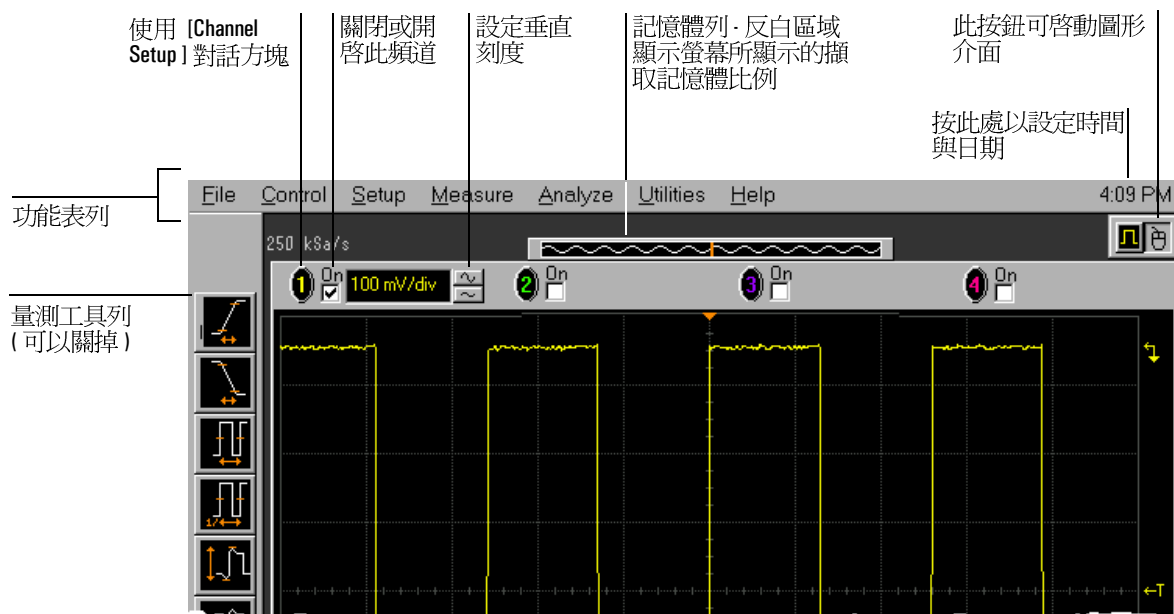 使用 [Channel
Setup ] 對話方塊
關閉或開
啓此頻道
設定垂直
刻度
記憶體列 - 反白區域
顯示螢幕所顯示的擷
取記憶體比例
此按鈕可啓動圖形
介面
按此處以設定時間
與日期
功能表列
File Control Setup Measure Analyze Utilities Help 4:09 PM
250 kSa/s
1 On 100 mV/div 2 On 3 On 4 On
量測工具列
( 可以關掉 )
1/
T